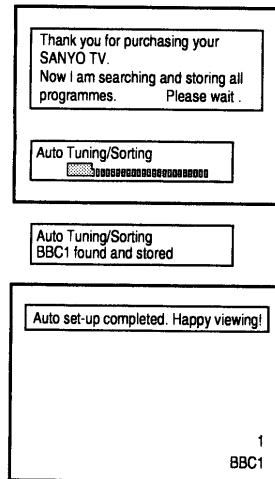 Thank you for purchasing your
SANYO TV.
Now I am searching and storing all
programmes. Please wait .
Auto Tuning/Sorting
Auto Tuning/Sorting
BBC1 found and stored
Auto set-up completed. Happy viewing!
1
BBC1